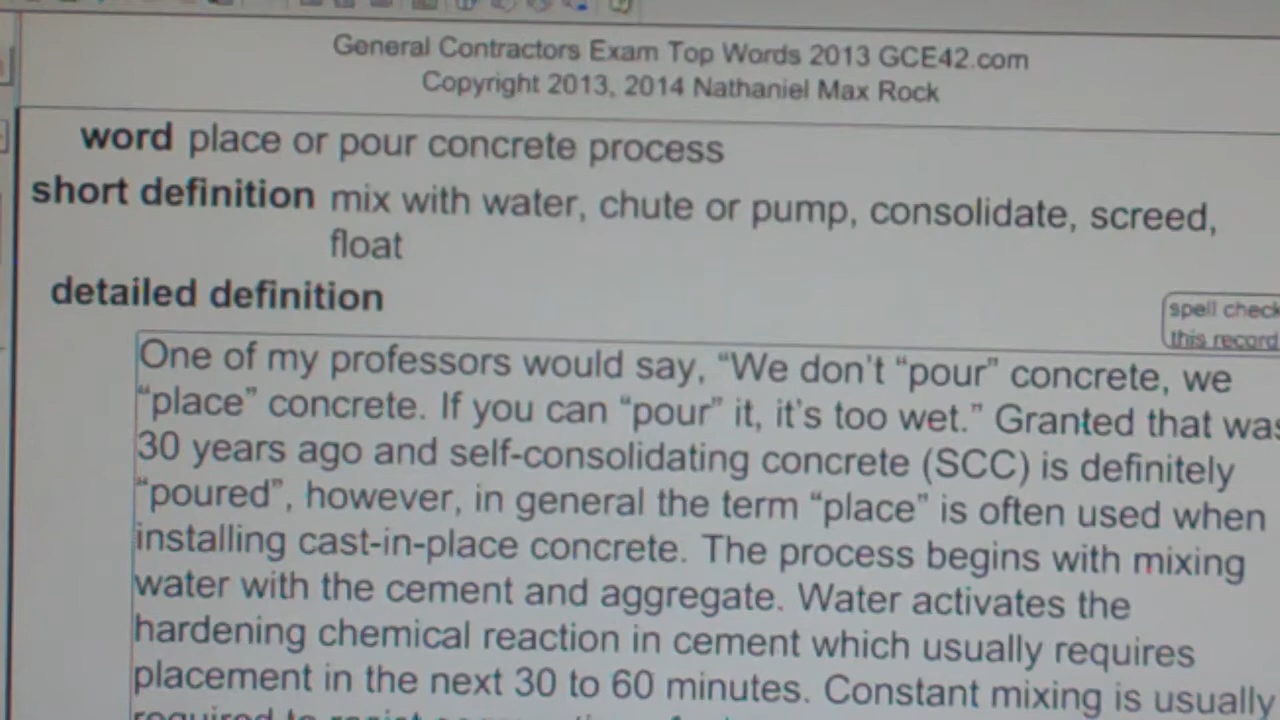 General Contractors Exam Top Words 2013 GCE42.com
Copyright 2013, 2014 Nathaniel Max Rock
word place or pour concrete process
short definition mix with water, chute or pump, consolidate, screed,
float
detailed definition
spell check
this record
One of my professors would say, “We don't “pour” concrete, we
“place” concrete. If you can “pour” it, it's too wet.” Granted that was
30 years ago and self-consolidating concrete (SCC) is definitely
“poured”, however, in general the term “place” is often used when
installing cast-in-place concrete. The process begins with mixing
water with the cement and aggregate. Water activates the
hardening chemical reaction in cement which usually requires
placement in the next 30 to 60 minutes. Constant mixing is usually
required to resist